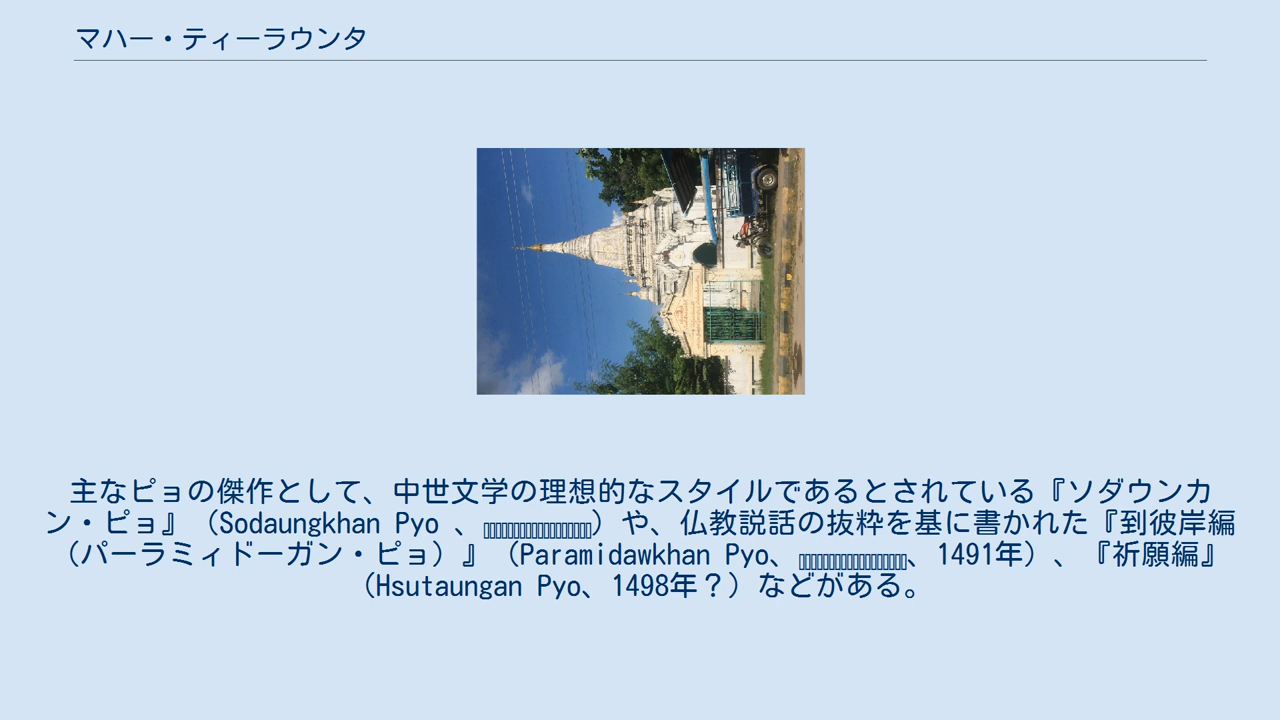 マハー・ティーラウンタ
主なピョの傑作として、中世文学の理想的なスタイルであるとされている『ソダウンカ
ン・ピョ』（Sodaungkhan Pyo 、）や、仏教説話の抜粋を基に書かれた『到彼岸編
（パーラミィドーガン・ピョ）』（Paramidawkhan Pyo、、1491年）、『祈願編』
（Hsutaungan Pyo、1498年？）などがある。